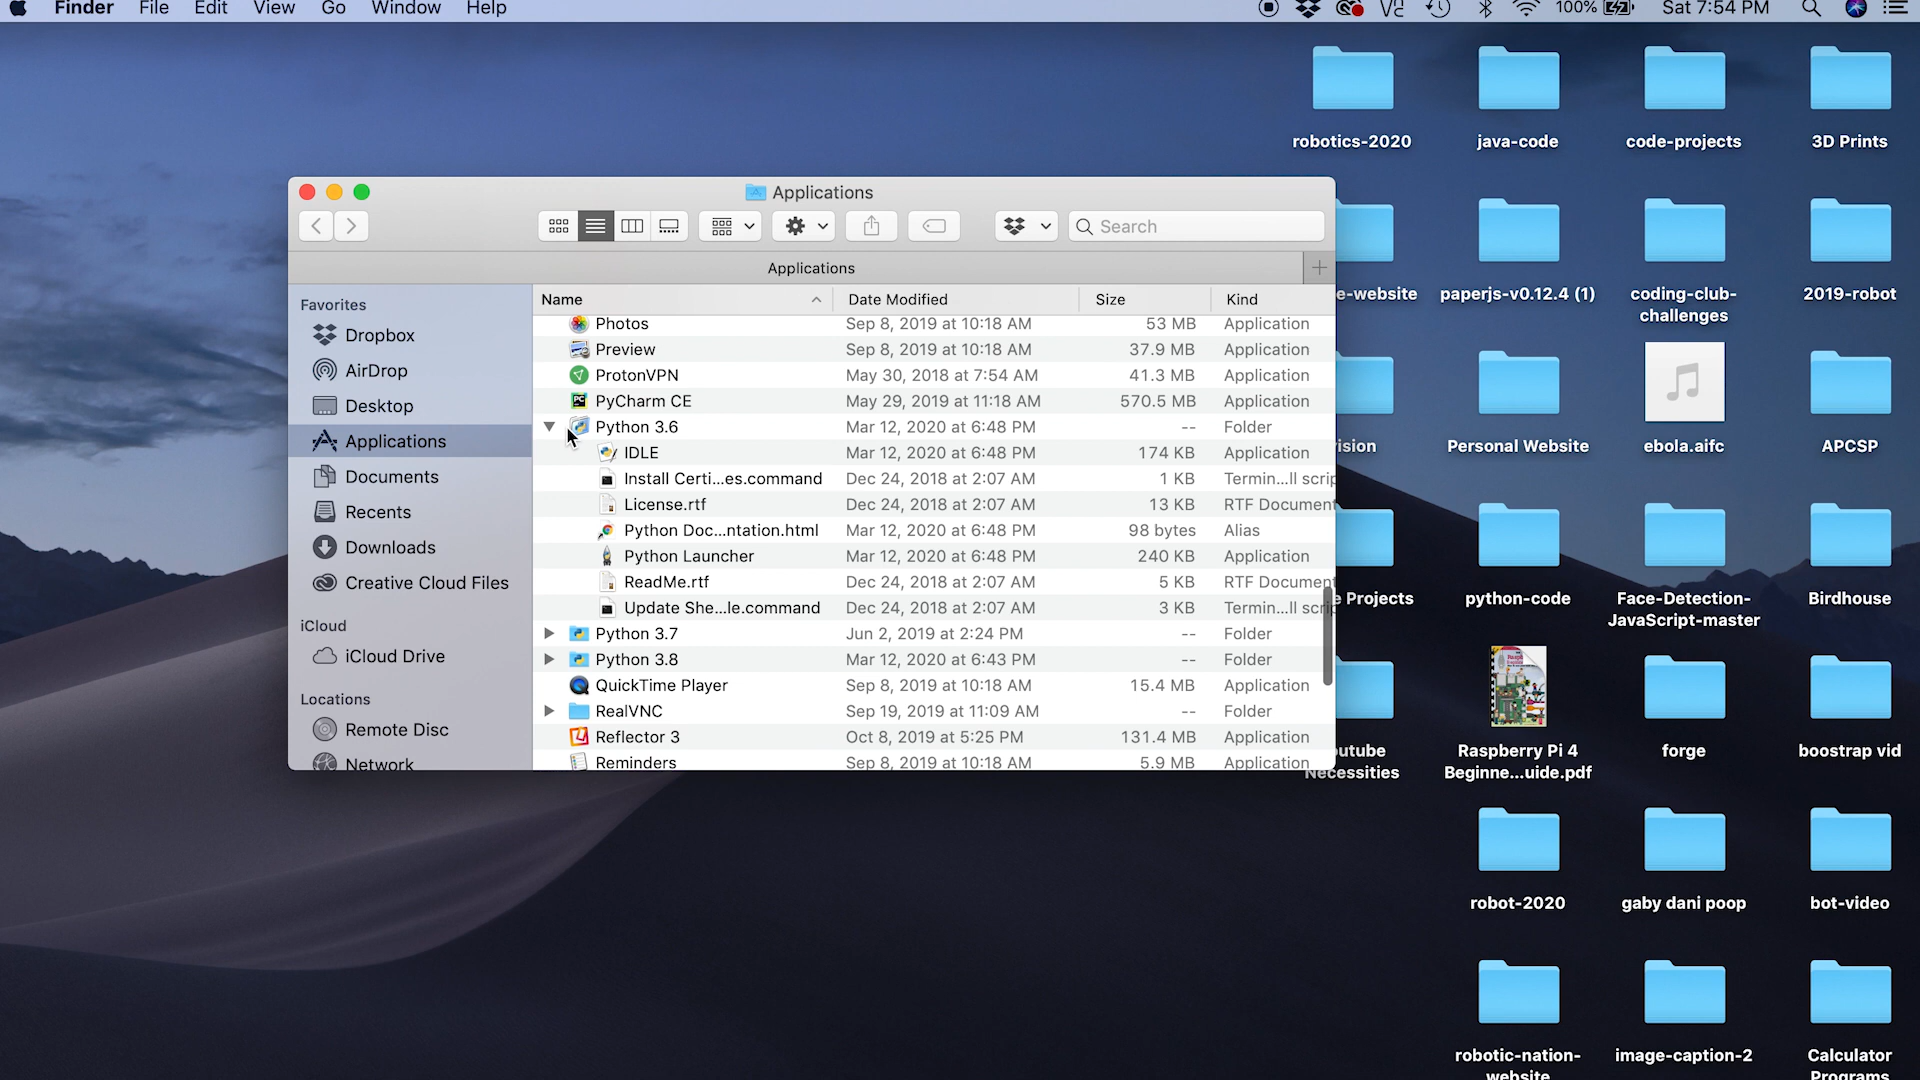 Finder File Edit View Go Window Help
100% Sat 7:54 PM
robotics-2020
java-code
code-projects
3D Prints
Applications
Search
Applications
Favorites
Dropbox
AirDrop
Desktop
Applications
Documents
Recents
Downloads
Creative Cloud Files
iCloud
iCloud Drive
Locations
Remote Disc
Network
Name Date Modified Size Kind
Photos Sep 8, 2019 at 10:18 AM 53 MB Application
Preview Sep 8, 2019 at 10:18 AM 37.9 MB Application
ProtonVPN May 30, 2018 at 7:54 AM 41.3 MB Application
PyCharm CE May 29, 2019 at 11:18 AM 570.5 MB Application
Python 3.6 Mar 12, 2020 at 6:48 PM -- Folder
IDLE Mar 12, 2020 at 6:48 PM 174 KB Application
Install Certi...es.command Dec 24, 2018 at 2:07 AM 1 KB Termin...ll scrip
License.rtf Dec 24, 2018 at 2:07 AM 13 KB RTF Document
Python Doc...ntation.html Mar 12, 2020 at 6:48 PM 98 bytes Alias
Python Launcher Mar 12, 2020 at 6:48 PM 240 KB Application
ReadMe.rtf Dec 24, 2018 at 2:07 AM 5 KB RTF Document
Update She...le.command Dec 24, 2018 at 2:07 AM 3 KB Termin...ll scrip
Python 3.7 Jun 2, 2019 at 2:24 PM -- Folder
Python 3.8 Mar 12, 2020 at 6:43 PM -- Folder
QuickTime Player Sep 8, 2019 at 10:18 AM 15.4 MB Application
RealVNC Sep 19, 2019 at 11:09 AM -- Folder
Reflector 3 Oct 8, 2019 at 5:25 PM 131.4 MB Application
Reminders Sep 8, 2019 at 10:18 AM 5.9 MB Application
e-website
paperjs-v0.12.4 (1)
coding-club-
challenges
2019-robot
ision
Personal Website
ebola.aifc
APCSP
e Projects
python-code
Face-Detection-
JavaScript-master
Birdhouse
outube
Necessities
Raspberry Pi 4
Beginne...uide.pdf
forge
boostrap vid
robot-2020
gaby dani poop
bot-video
robotic-nation-
website
image-caption-2
Calculator
Programs